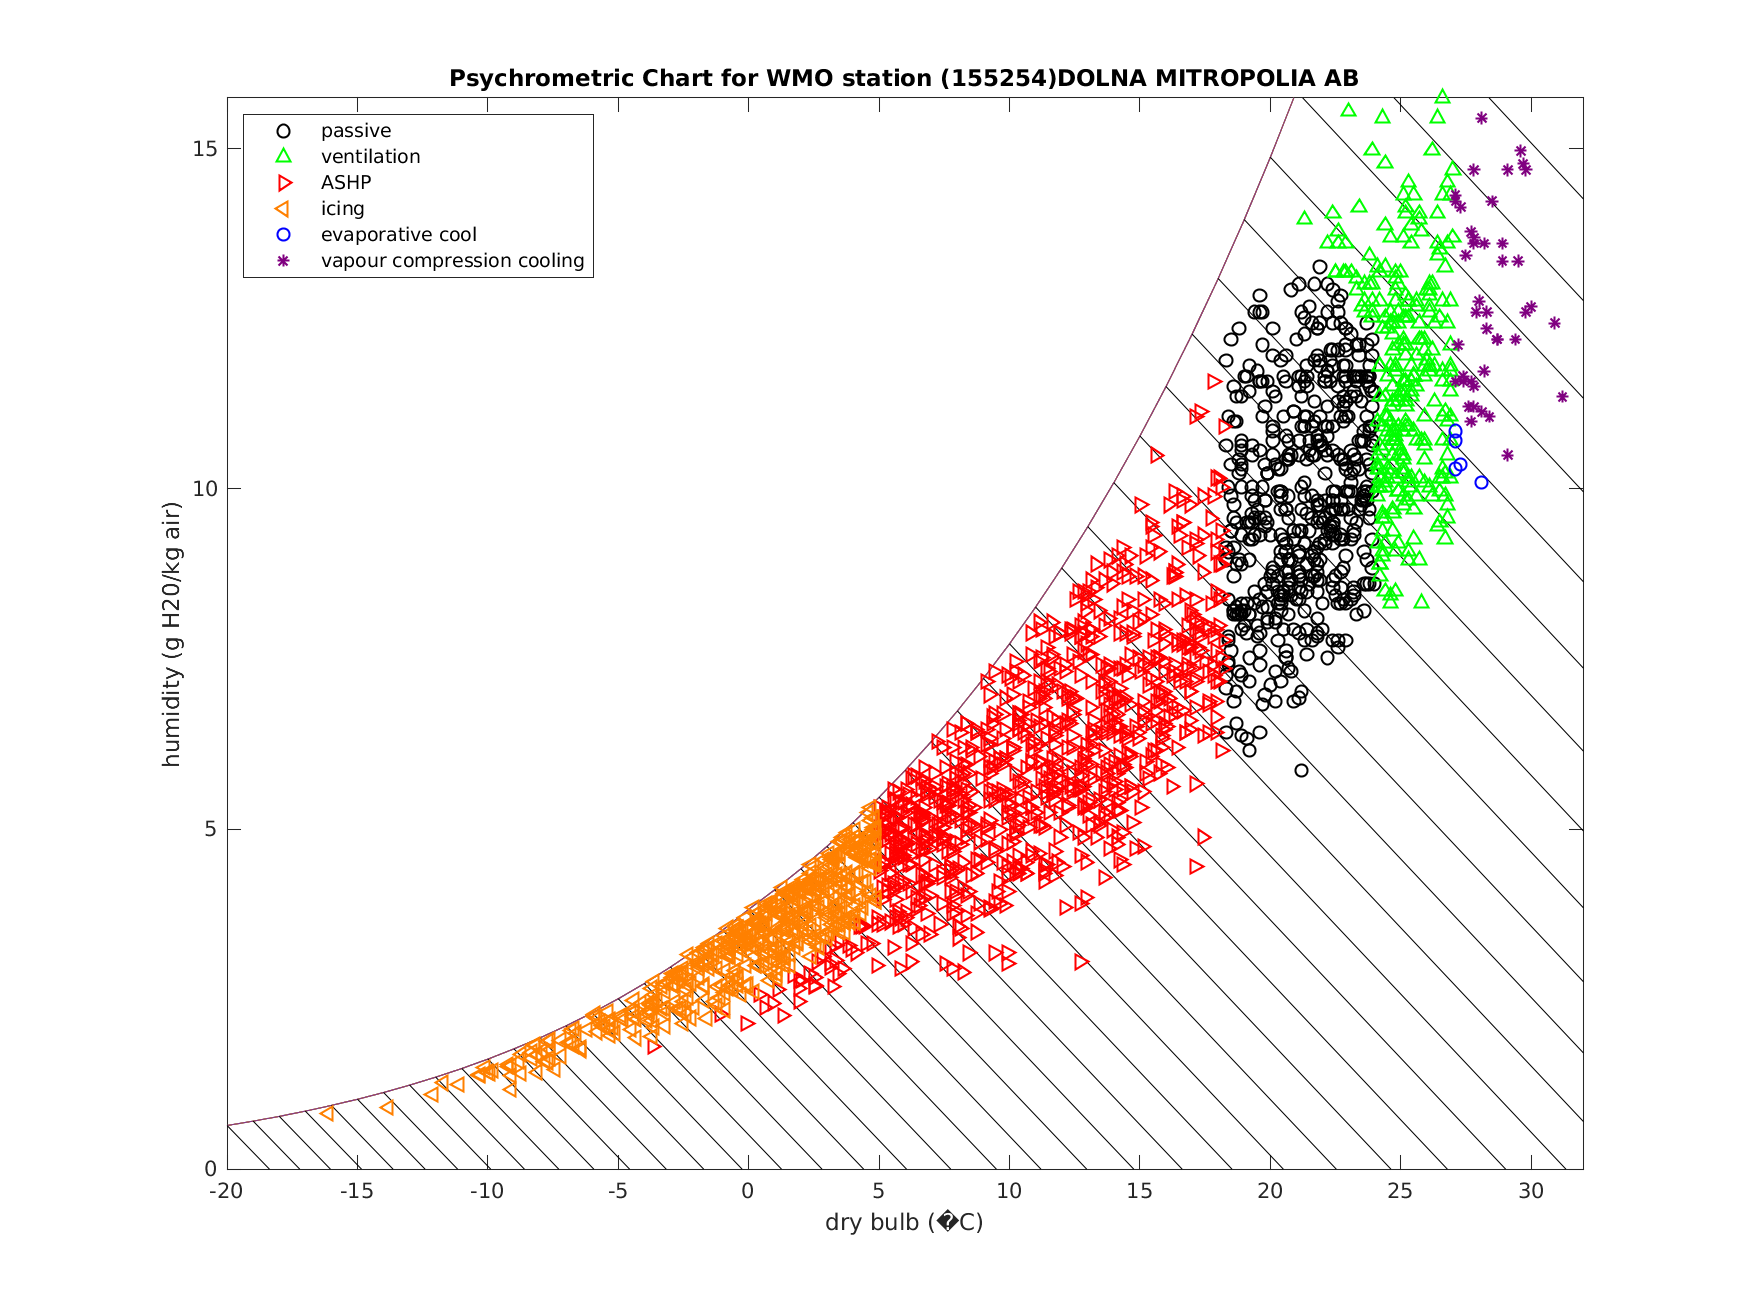 Psychrometric Chart for WMO station (155254)DOLNA MITROPOLIA AB
passive
ventilation
ASHP
icing
evaporative cool
vapour compression cooling
15
10
5
0
humidity (g H20/kg air)
-20 -15 -10 -5 0 5 10 15 20 25 30
dry bulb (�C)